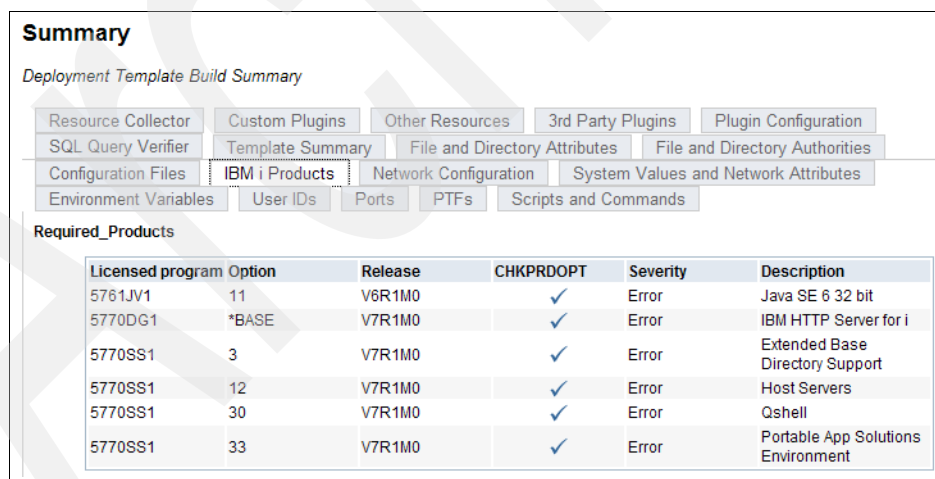 Summary
Deployment Template Build Summary
Resource Collector Custom Plugins Other Resources 3rd Party Plugins Plugin Configuration
SQL Query Verifier Template Summary File and Directory Attributes File and Directory Authorities
Configuration Files IBM i Products Network Configuration System Values and Network Attributes
Environment Variables User IDs Ports PTFs Scripts and Commands
Required_Products
Licensed program Option Release CHKPRDOPT Severity Description
5761JV1 11 V6R1M0 ✓ Error Java SE 6 32 bit
5770DG1 *BASE V7R1M0 ✓ Error IBM HTTP Server for i
5770SS1 3 V7R1M0 ✓ Error Extended Base
Directory Support
5770SS1 12 V7R1M0 ✓ Error Host Servers
5770SS1 30 V7R1M0 ✓ Error Qshell
5770SS1 33 V7R1M0 ✓ Error Portable App Solutions
Environment